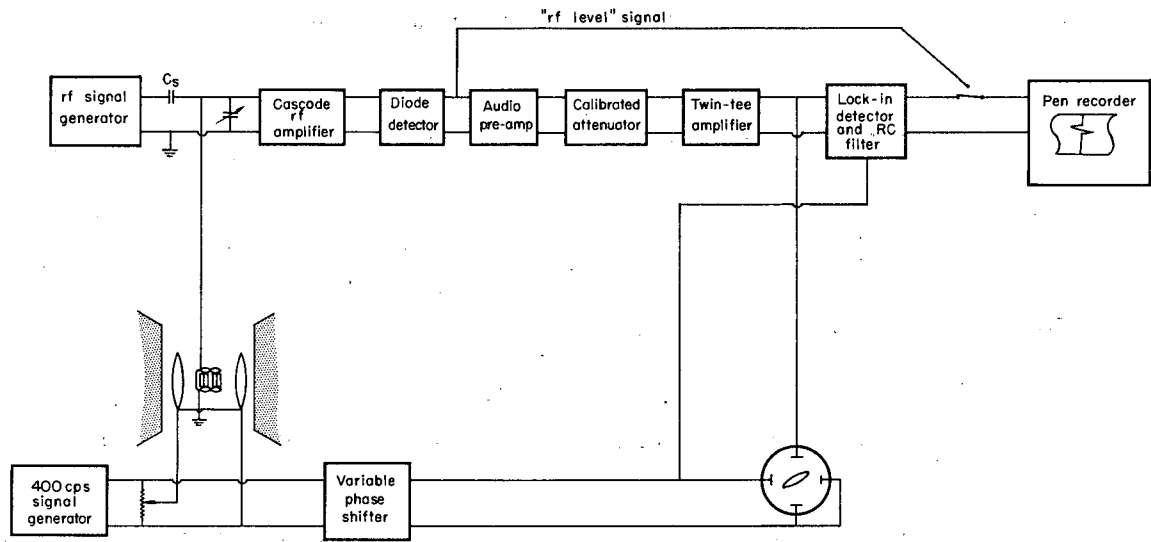 "rf level" signal
Cs
rf signal
generator
Cascode
rf
amplifier
Diode
detector
Audio
pre-amp
Calibrated
attenuator
Twin-tee
amplifier
Lock-in
detector
and RC
filter
Pen recorder
400 cps
signal
generator
Variable
phase
shifter